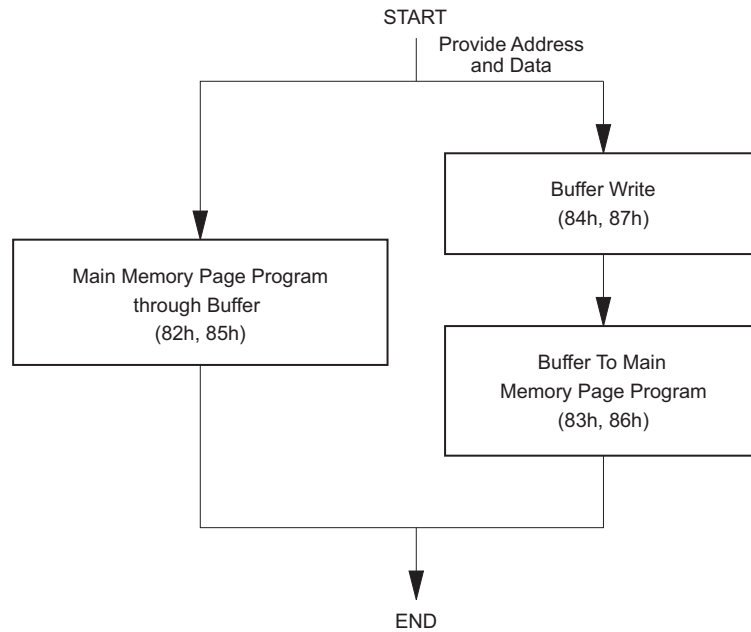 START
Provide Address
and Data
Buffer Write
(84h, 87h)
Main Memory Page Program
through Buffer
(82h, 85h)
Buffer To Main
Memory Page Program
(83h, 86h)
END